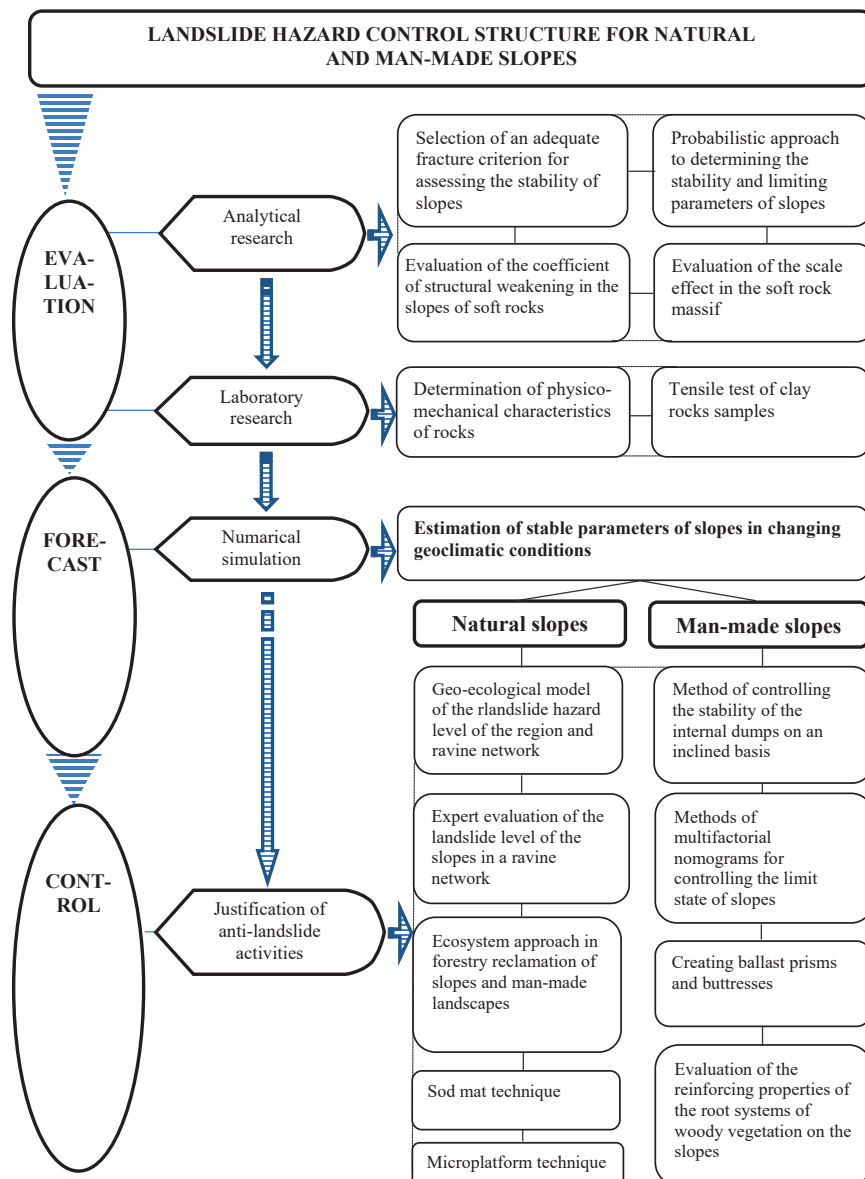 LANDSLIDE HAZARD CONTROL STRUCTURE FOR NATURAL
AND MAN-MADE SLOPES
EVA-
LUA-
TION
Analytical
research
Selection of an adequate
fracture criterion for
assessing the stability of
slopes
Probabilistic approach
to determining the
stability and limiting
parameters of slopes
Evaluation of the coefficient
of structural weakening in the
slopes of soft rocks
Evaluation of the scale
effect in the soft rock
massif
Laboratory
research
Determination of physico-
mechanical characteristics
of rocks
Tensile test of clay
rocks samples
FORE-
CAST
Numerical
simulation
Estimation of stable parameters of slopes in changing
geoclimatic conditions
Natural slopes
Man-made slopes
Geo-ecological model
of the rlandslide hazard
level of the region and
ravine network
Method of controlling
the stability of the
internal dumps on an
inclined basis
Expert evaluation of the
landslide level of the
slopes in a ravine
network
Methods of
multifactorial
nomograms for
controlling the limit
state of slopes
CONT-
ROL
Justification of
anti-landslide
activities
Ecosystem approach in
forestry reclamation of
slopes and man-made
landscapes
Creating ballast prisms
and buttresses
Sod mat technique
Evaluation of the
reinforcing properties of
the root systems of
woody vegetation on the
slopes
Microplatform technique